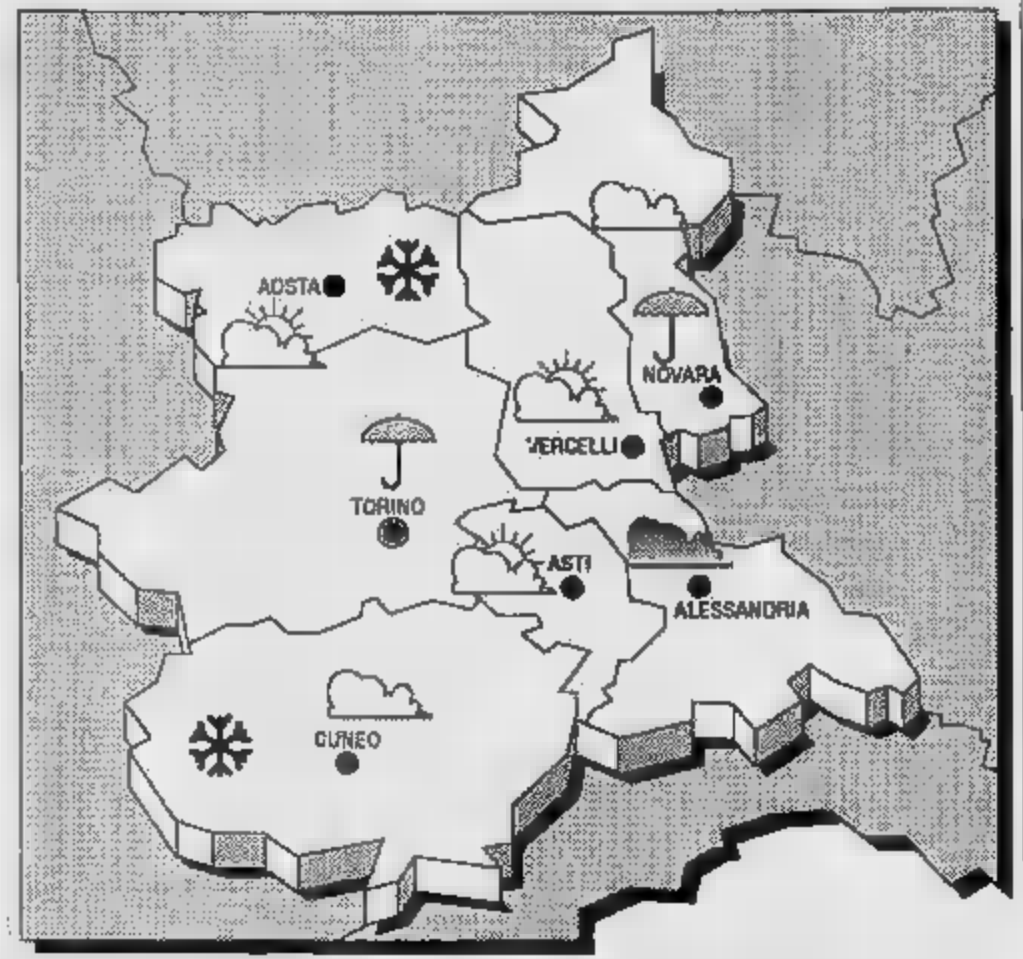 AOSTA
NOVARA
VERCELLI
TORINO
ASTI
ALESSANDRIA
CUNEO